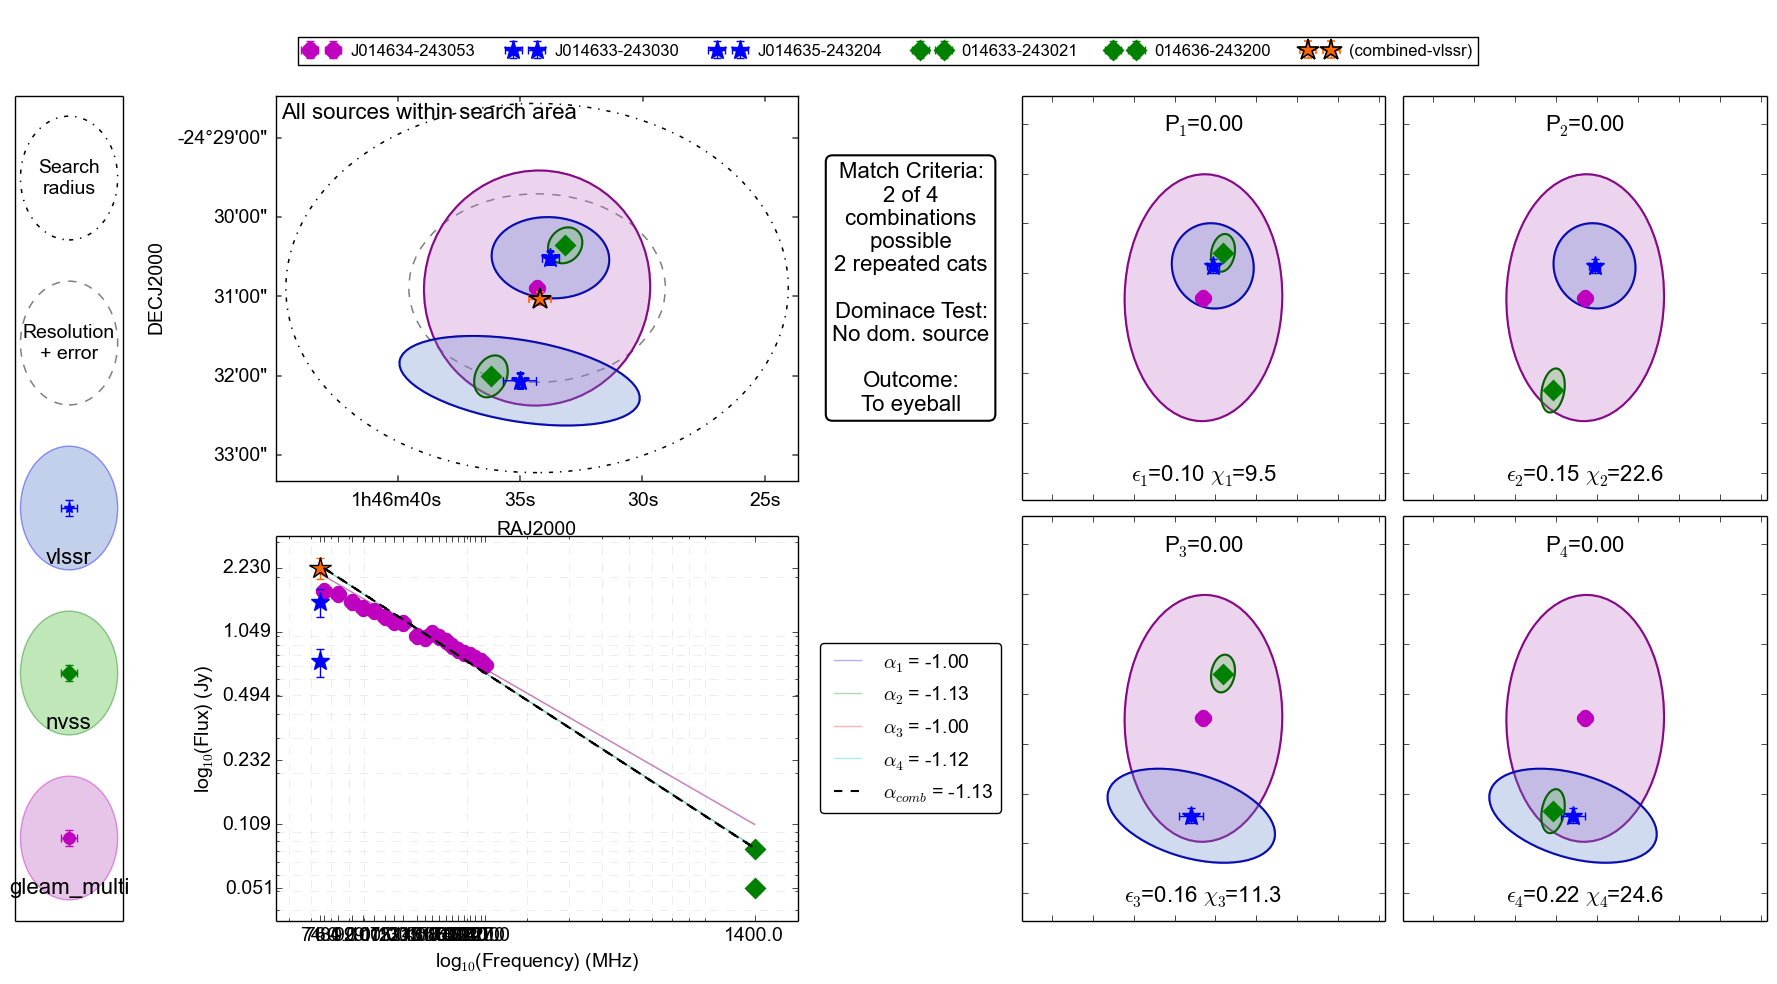 J014634-243053 J014633-243030 J014635-243204 014633-243021 014636-243200 (combined-vlssr)
Search
radius
Resolution
+ error
vlssr
nvss
gleam_multi
All sources within search area
-24°29'00"
30'00"
31'00"
32'00"
33'00"
DECJ2000
1h46m40s 35s 30s 25s
RAJ2000
Match Criteria:
2 of 4
combinations
possible
2 repeated cats
Dominace Test:
No dom. source
Outcome:
To eyeball
P1=0.00
ϵ1=0.10 χ1=9.5
P2=0.00
ϵ2=0.15 χ2=22.6
2.230
1.049
0.494
0.232
0.109
0.051
log10(Flux) (Jy)
1400.0
log10(Frequency) (MHz)
α1 = -1.00
α2 = -1.13
α3 = -1.00
α4 = -1.12
αcomb = -1.13
P3=0.00
ϵ3=0.16 χ3=11.3
P4=0.00
ϵ4=0.22 χ4=24.6